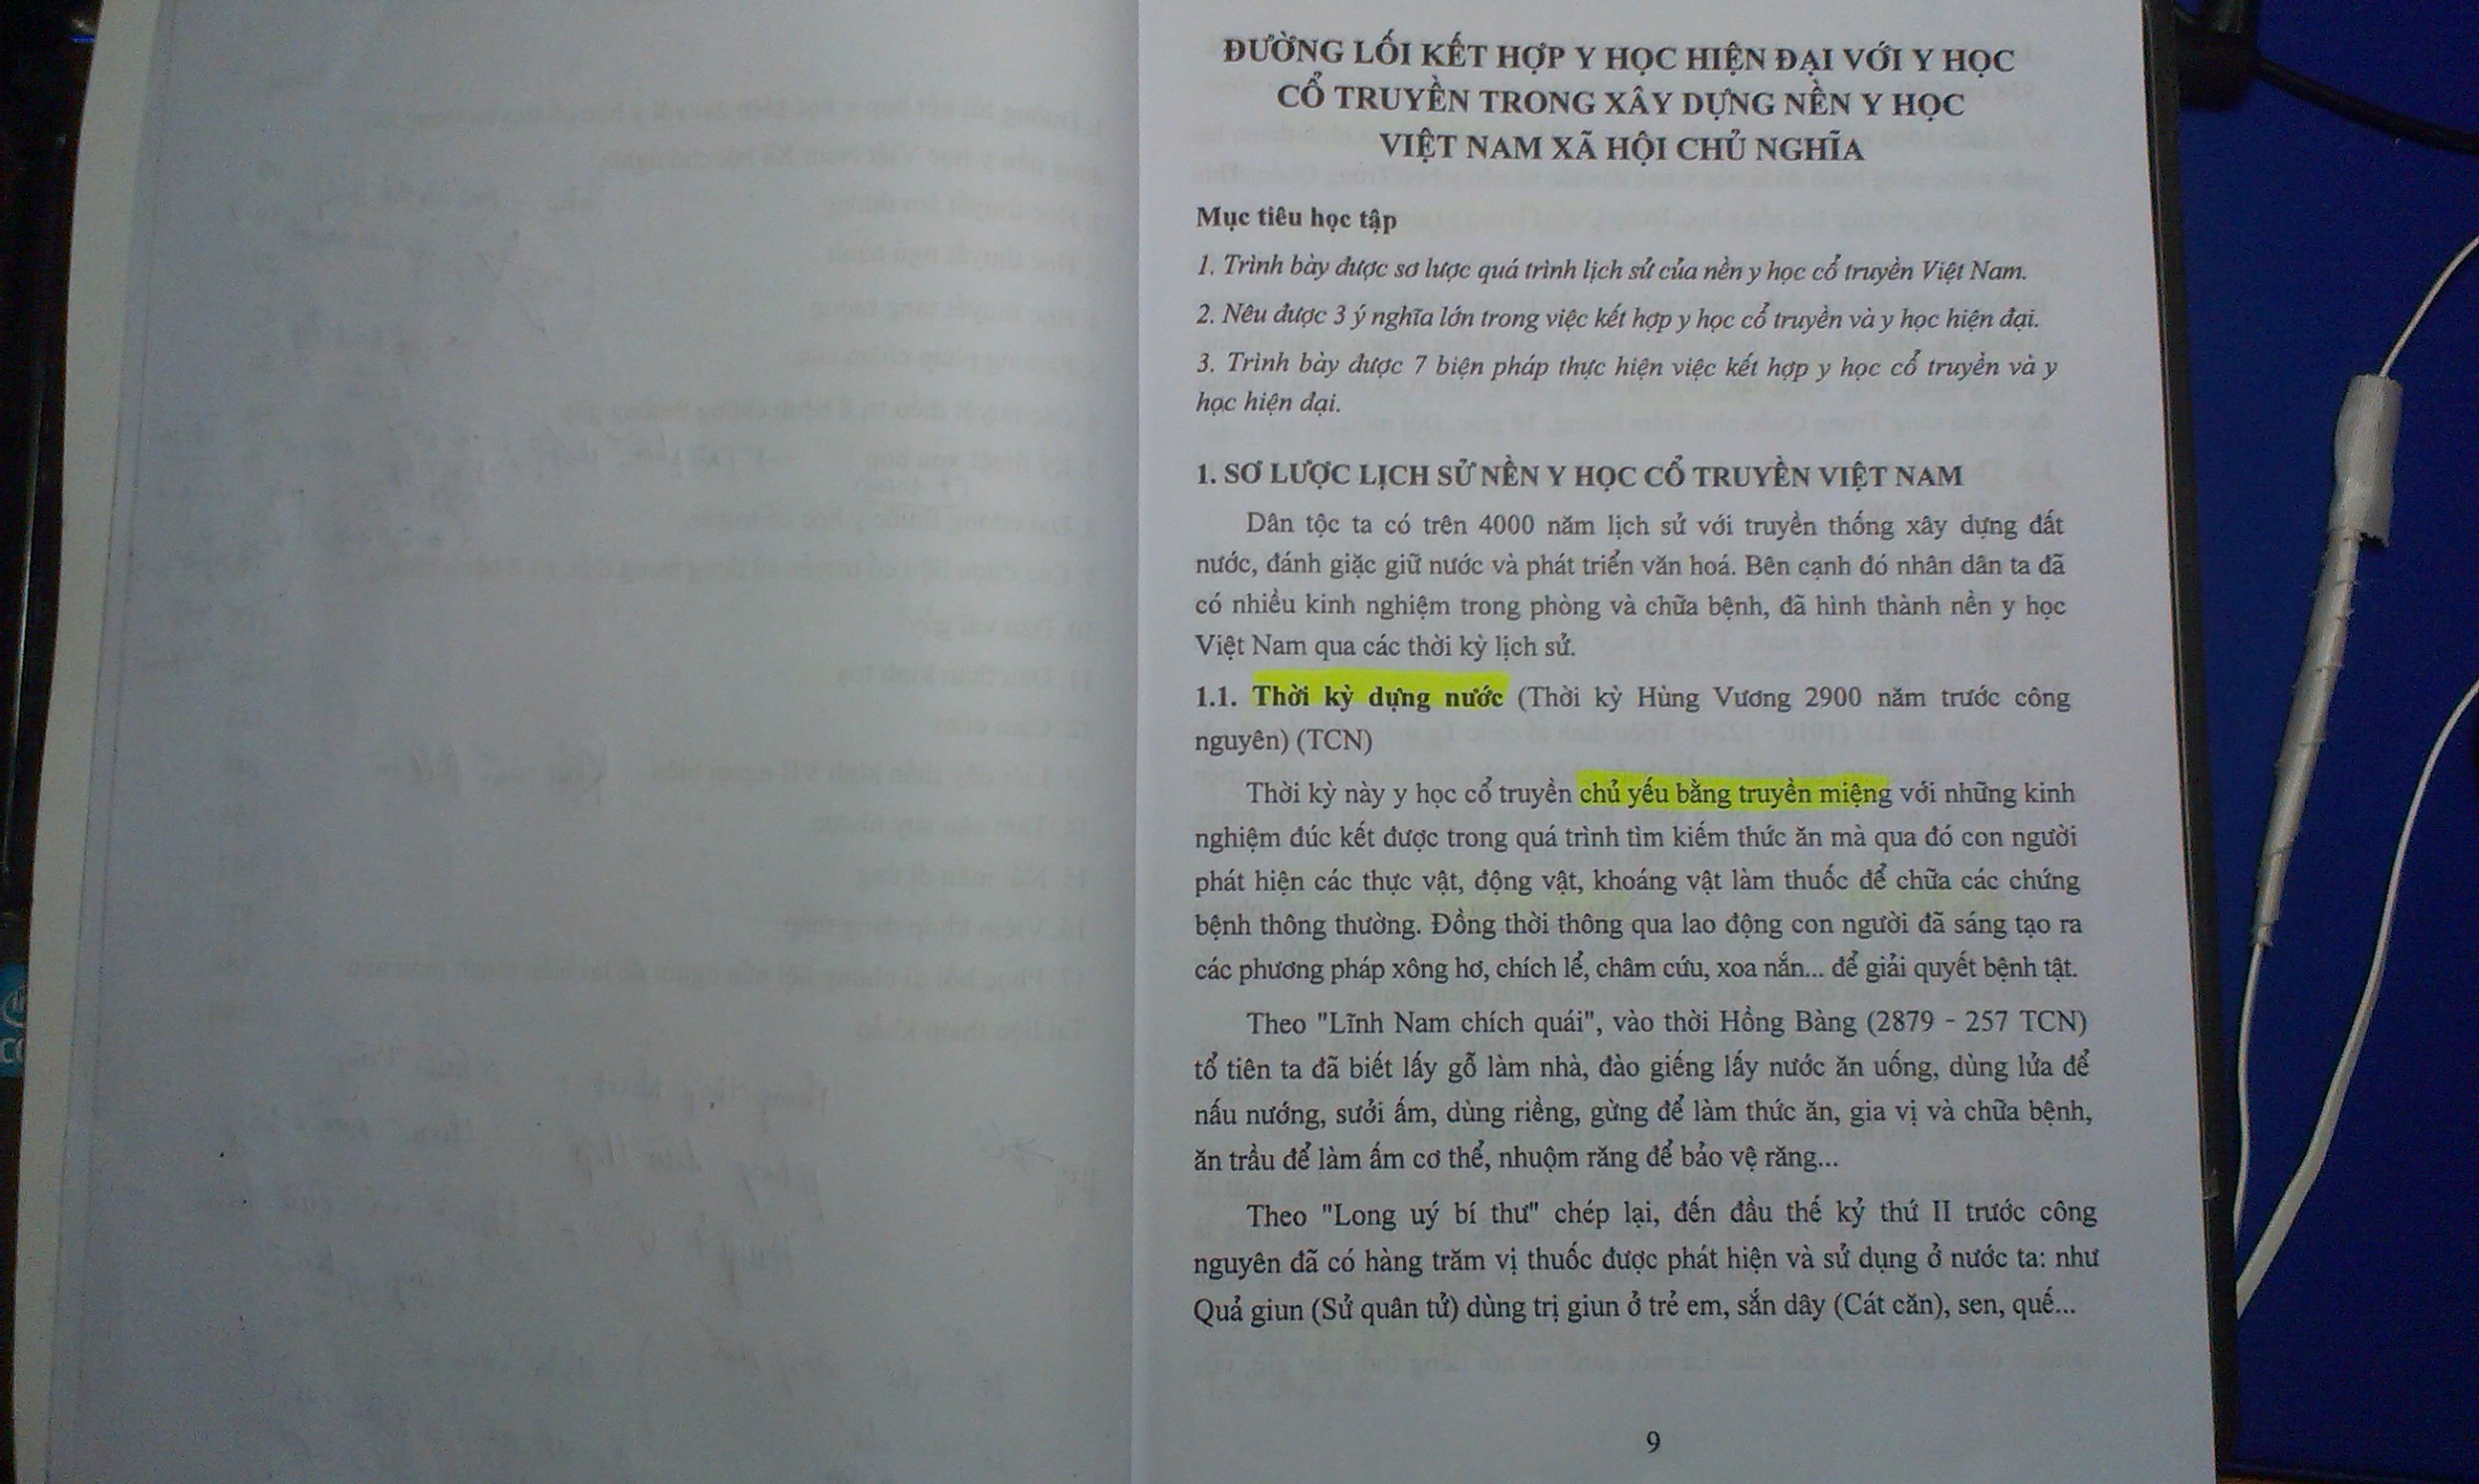 ĐƯỜNG LỐI KẾT HỢP Y HỌC HIỆN ĐẠI VỚI Y HỌC
CỔ TRUYỀN TRONG XÂY DỰNG NỀN Y HỌC
VIỆT NAM XÃ HỘI CHỦ NGHĨA
Mục tiêu học tập
1. Trình bày được sơ lược quá trình lịch sử của nền y học cổ truyền Việt Nam.
2. Nêu được 3 ý nghĩa lớn trong việc kết hợp y học cổ truyền và y học hiện đại.
3. Trình bày được 7 biện pháp thực hiện việc kết hợp y học cổ truyền và y
học hiện đại.
1. SƠ LƯỢC LỊCH SỬ NỀN Y HỌC CỔ TRUYỀN VIỆT NAM
Dân tộc ta có trên 4000 năm lịch sử với truyền thống xây dựng đất
nước, đánh giặc giữ nước và phát triển văn hoá. Bên cạnh đó nhân dân ta đã
có nhiều kinh nghiệm trong phòng và chữa bệnh, đã hình thành nền y học
Việt Nam qua các thời kỳ lịch sử.
1.1. Thời kỳ dựng nước (Thời kỳ Hùng Vương 2900 năm trước công
nguyên) (TCN)
Thời kỳ này y học cổ truyền chủ yếu bằng truyền miệng với những kinh
nghiệm đúc kết được trong quá trình tìm kiếm thức ăn mà qua đó con người
phát hiện các thực vật, động vật, khoáng vật làm thuốc để chữa các chứng
bệnh thông thường. Đồng thời thông qua lao động con người đã sáng tạo ra
các phương pháp xông hơ, chích lể, châm cứu, xoa nắn... để giải quyết bệnh tật.
Theo "Lĩnh Nam chích quái", vào thời Hồng Bàng (2879 - 257 TCN)
tổ tiên ta đã biết lấy gỗ làm nhà, đào giếng lấy nước ăn uống, dùng lửa để
nấu nướng, sưởi ấm, dùng riềng, gừng để làm thức ăn, gia vị và chữa bệnh,
ăn trầu để làm ấm cơ thể, nhuộm răng để bảo vệ răng...
Theo "Long uý bí thư" chép lại, đến đầu thế kỷ thứ II trước công
nguyên đã có hàng trăm vị thuốc được phát hiện và sử dụng ở nước ta: như
Quả giun (Sử quân tử) dùng trị giun ở trẻ em, sắn dây (Cát căn), sen, quế...
9